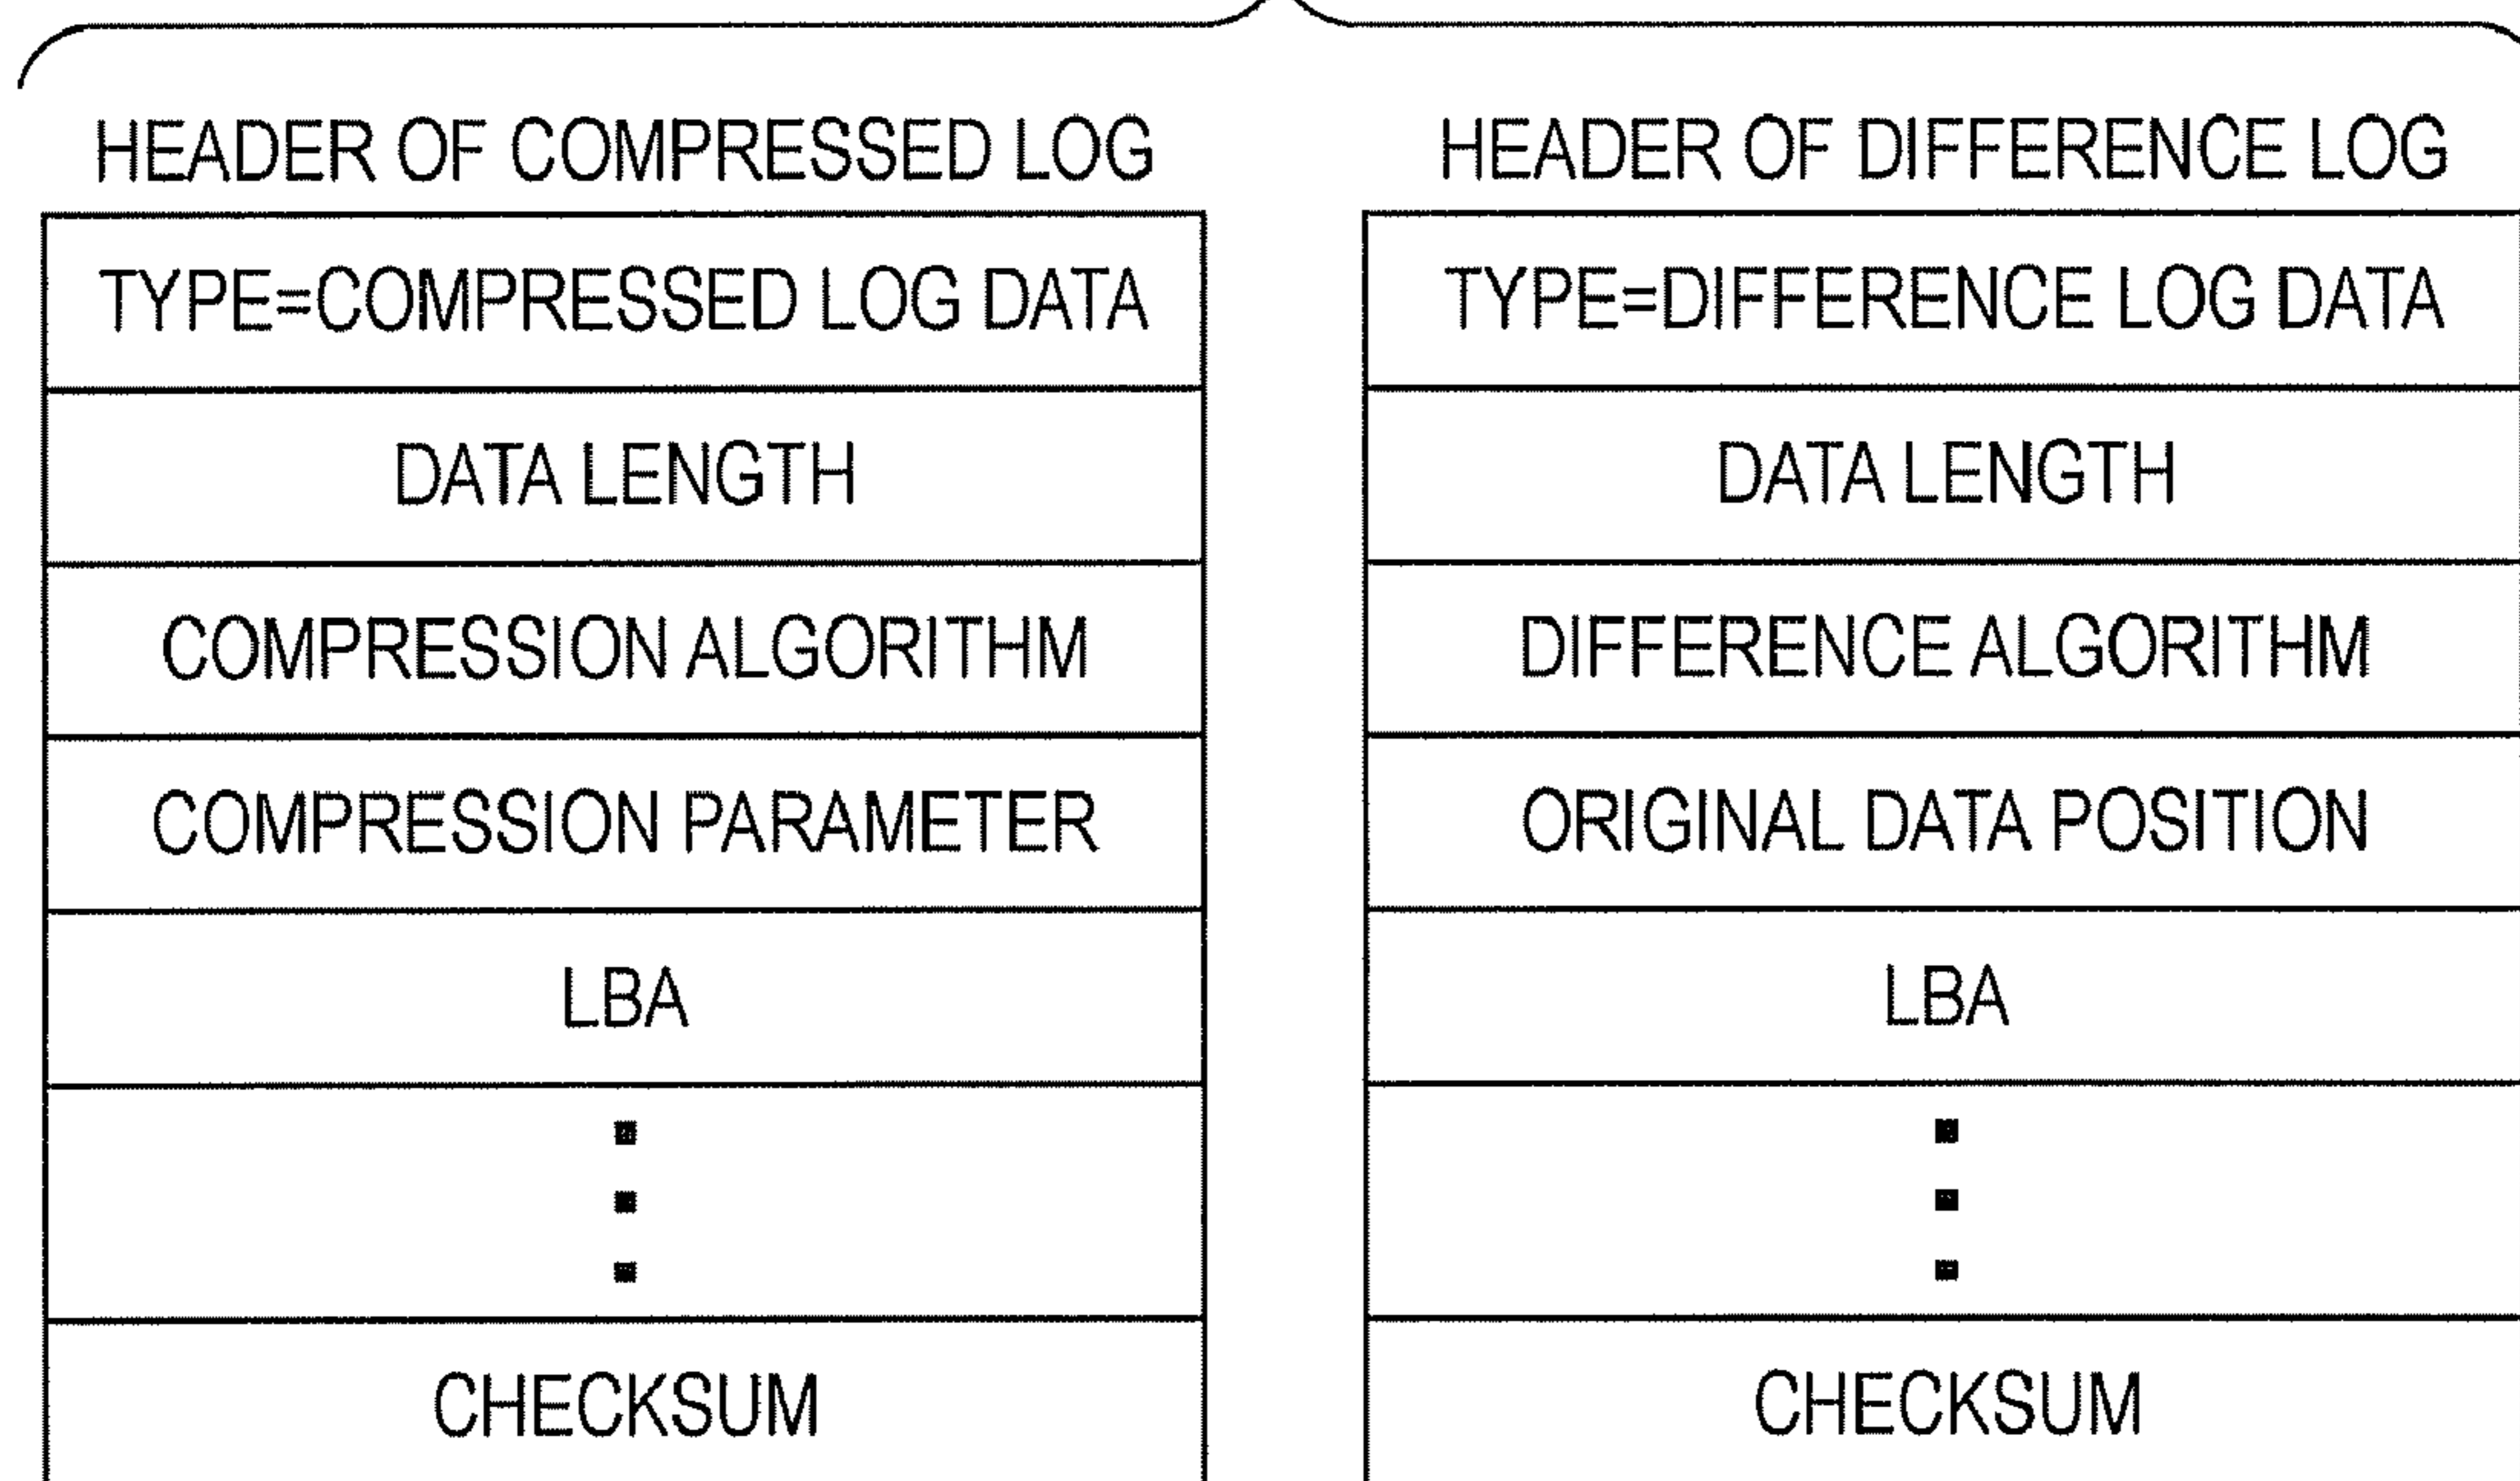 HEADER OF COMPRESSED LOG
TYPE=COMPRESSED LOG DATA
DATA LENGTH
COMPRESSION ALGORITHM
COMPRESSION PARAMETER
LBA
CHECKSUM
HEADER OF DIFFERENCE LOG
TYPE=DIFFERENCE LOG DATA
DATA LENGTH
DIFFERENCE ALGORITHM
ORIGINAL DATA POSITION
LBA
CHECKSUM